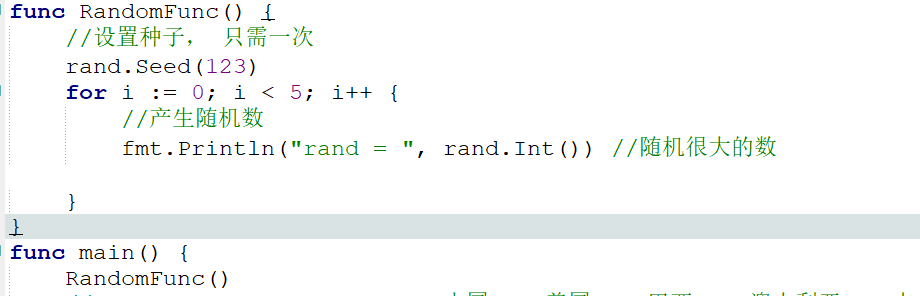 func RandomFunc() {
//设置种子， 只需一次
rand.Seed(123)
for i := 0; i < 5; i++ {
//产生随机数
fmt.Println("rand = ", rand.Int()) //随机很大的数
}
}
func main() {
RandomFunc()